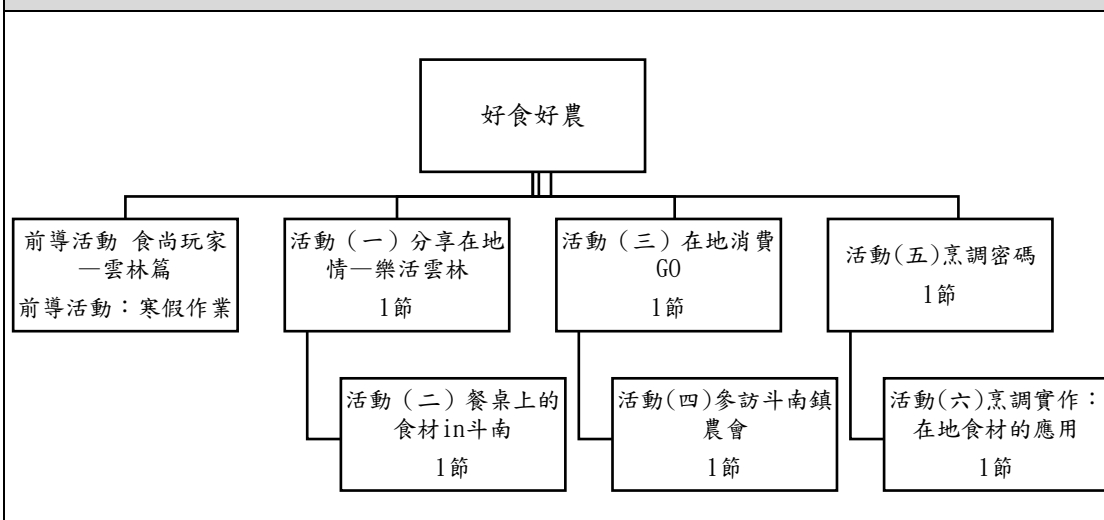 好食好農
前導活動 食尚玩家
—雲林篇
前導活動：寒假作業
活動（一）分享在地
情—樂活雲林
1節
活動（二）餐桌上的
食材in斗南
1節
活動（三）在地消費
GO
1節
活動(四)參訪斗南鎮
農會
1節
活動(五)烹調密碼
1節
活動(六)烹調實作：
在地食材的應用
1節